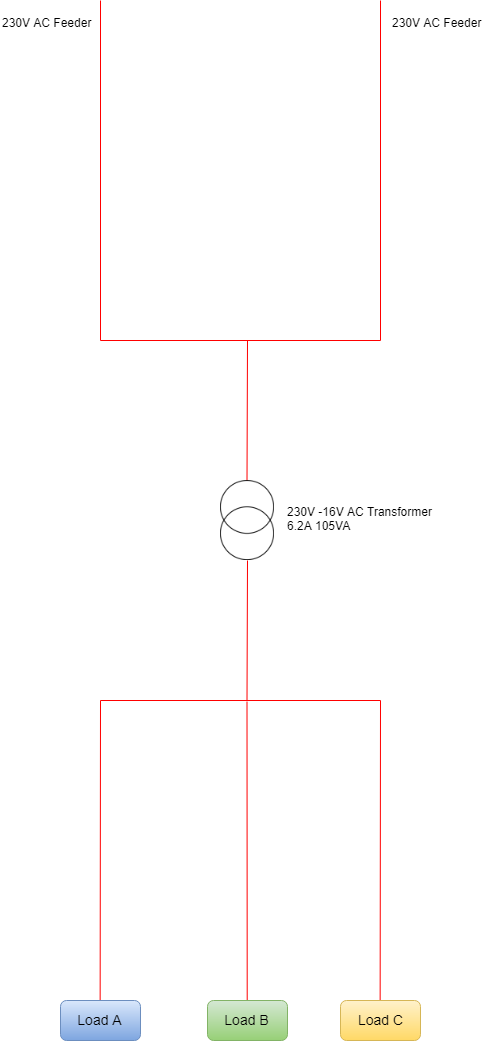 230V AC Feeder
230V AC Feeder
230V -16V AC Transformer
6.2A 105VA
Load A
Load B
Load C